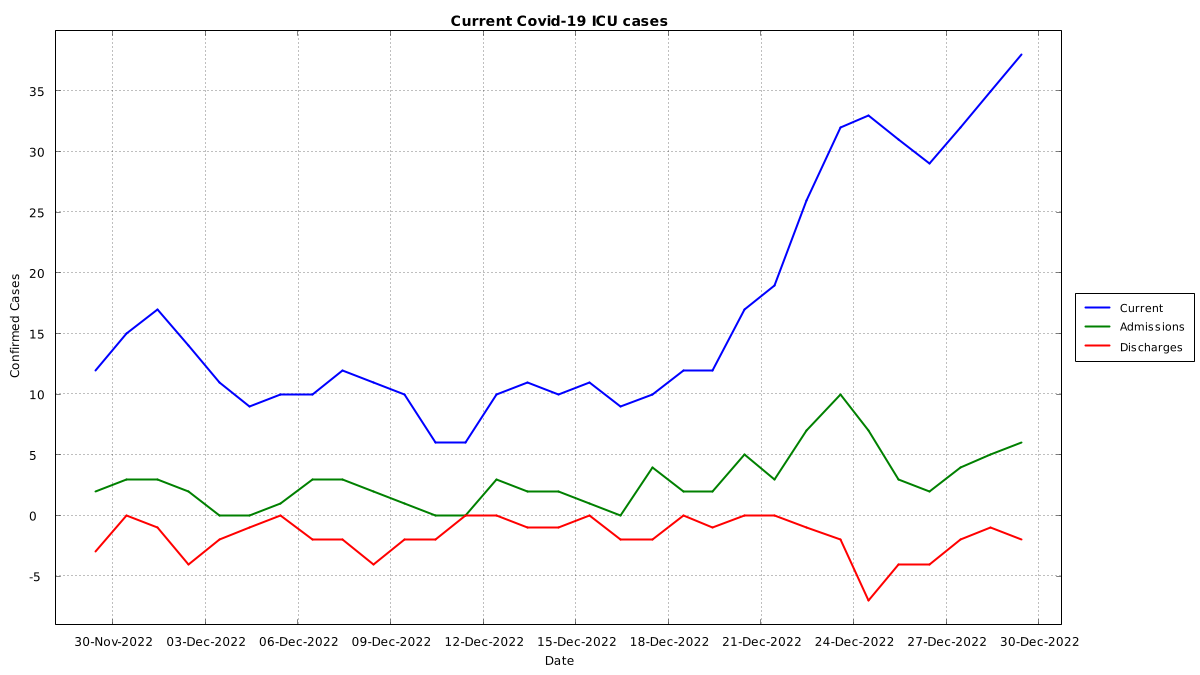 Current Covid-19 ICU cases
Confirmed Cases
35
30
25
20
15
10
5
0
-5
30-Nov-2022 03-Dec-2022 06-Dec-2022 09-Dec-2022 12-Dec-2022 15-Dec-2022 18-Dec-2022 21-Dec-2022 24-Dec-2022 27-Dec-2022 30-Dec-2022
Date
Current
Admissions
Discharges